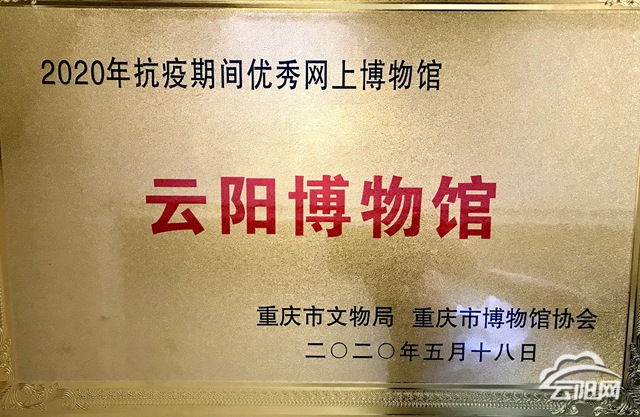 2020年抗疫期间优秀网上博物馆
云阳博物馆
重庆市文物局 重庆市博物馆协会
二〇二〇年五月十八日
云阳网